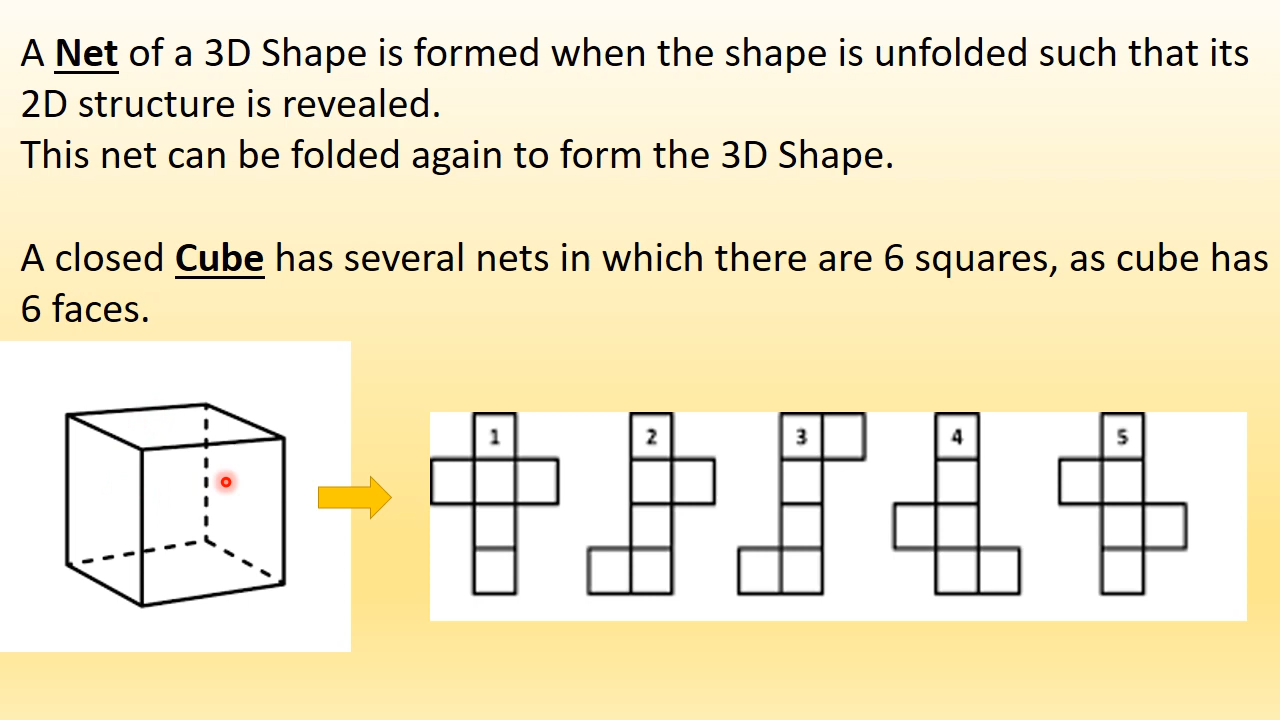 A Net of a 3D Shape is formed when the shape is unfolded such that its
2D structure is revealed.
This net can be folded again to form the 3D Shape.
A closed Cube has several nets in which there are 6 squares, as cube has
6 faces.
1 2 3 4 5